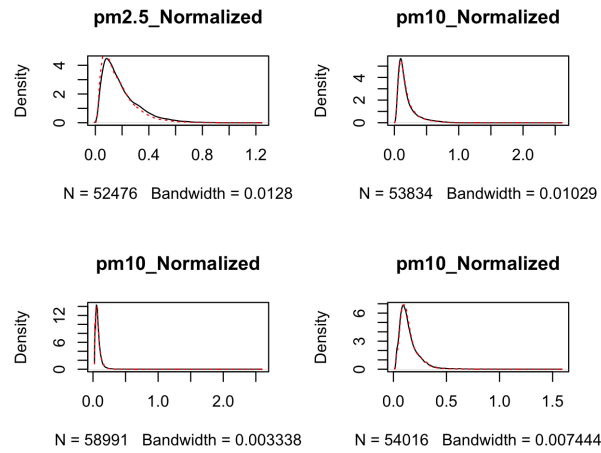 pm2.5_Normalized
Density
0 2 4
0.0 0.4 0.8 1.2
N = 52476 Bandwidth = 0.0128
pm10_Normalized
Density
0 2 4
0.0 1.0 2.0
N = 53834 Bandwidth = 0.01029
pm10_Normalized
Density
0 4 8 12
0.0 1.0 2.0
N = 58991 Bandwidth = 0.003338
pm10_Normalized
Density
0 3 6
0.0 0.5 1.0 1.5
N = 54016 Bandwidth = 0.007444